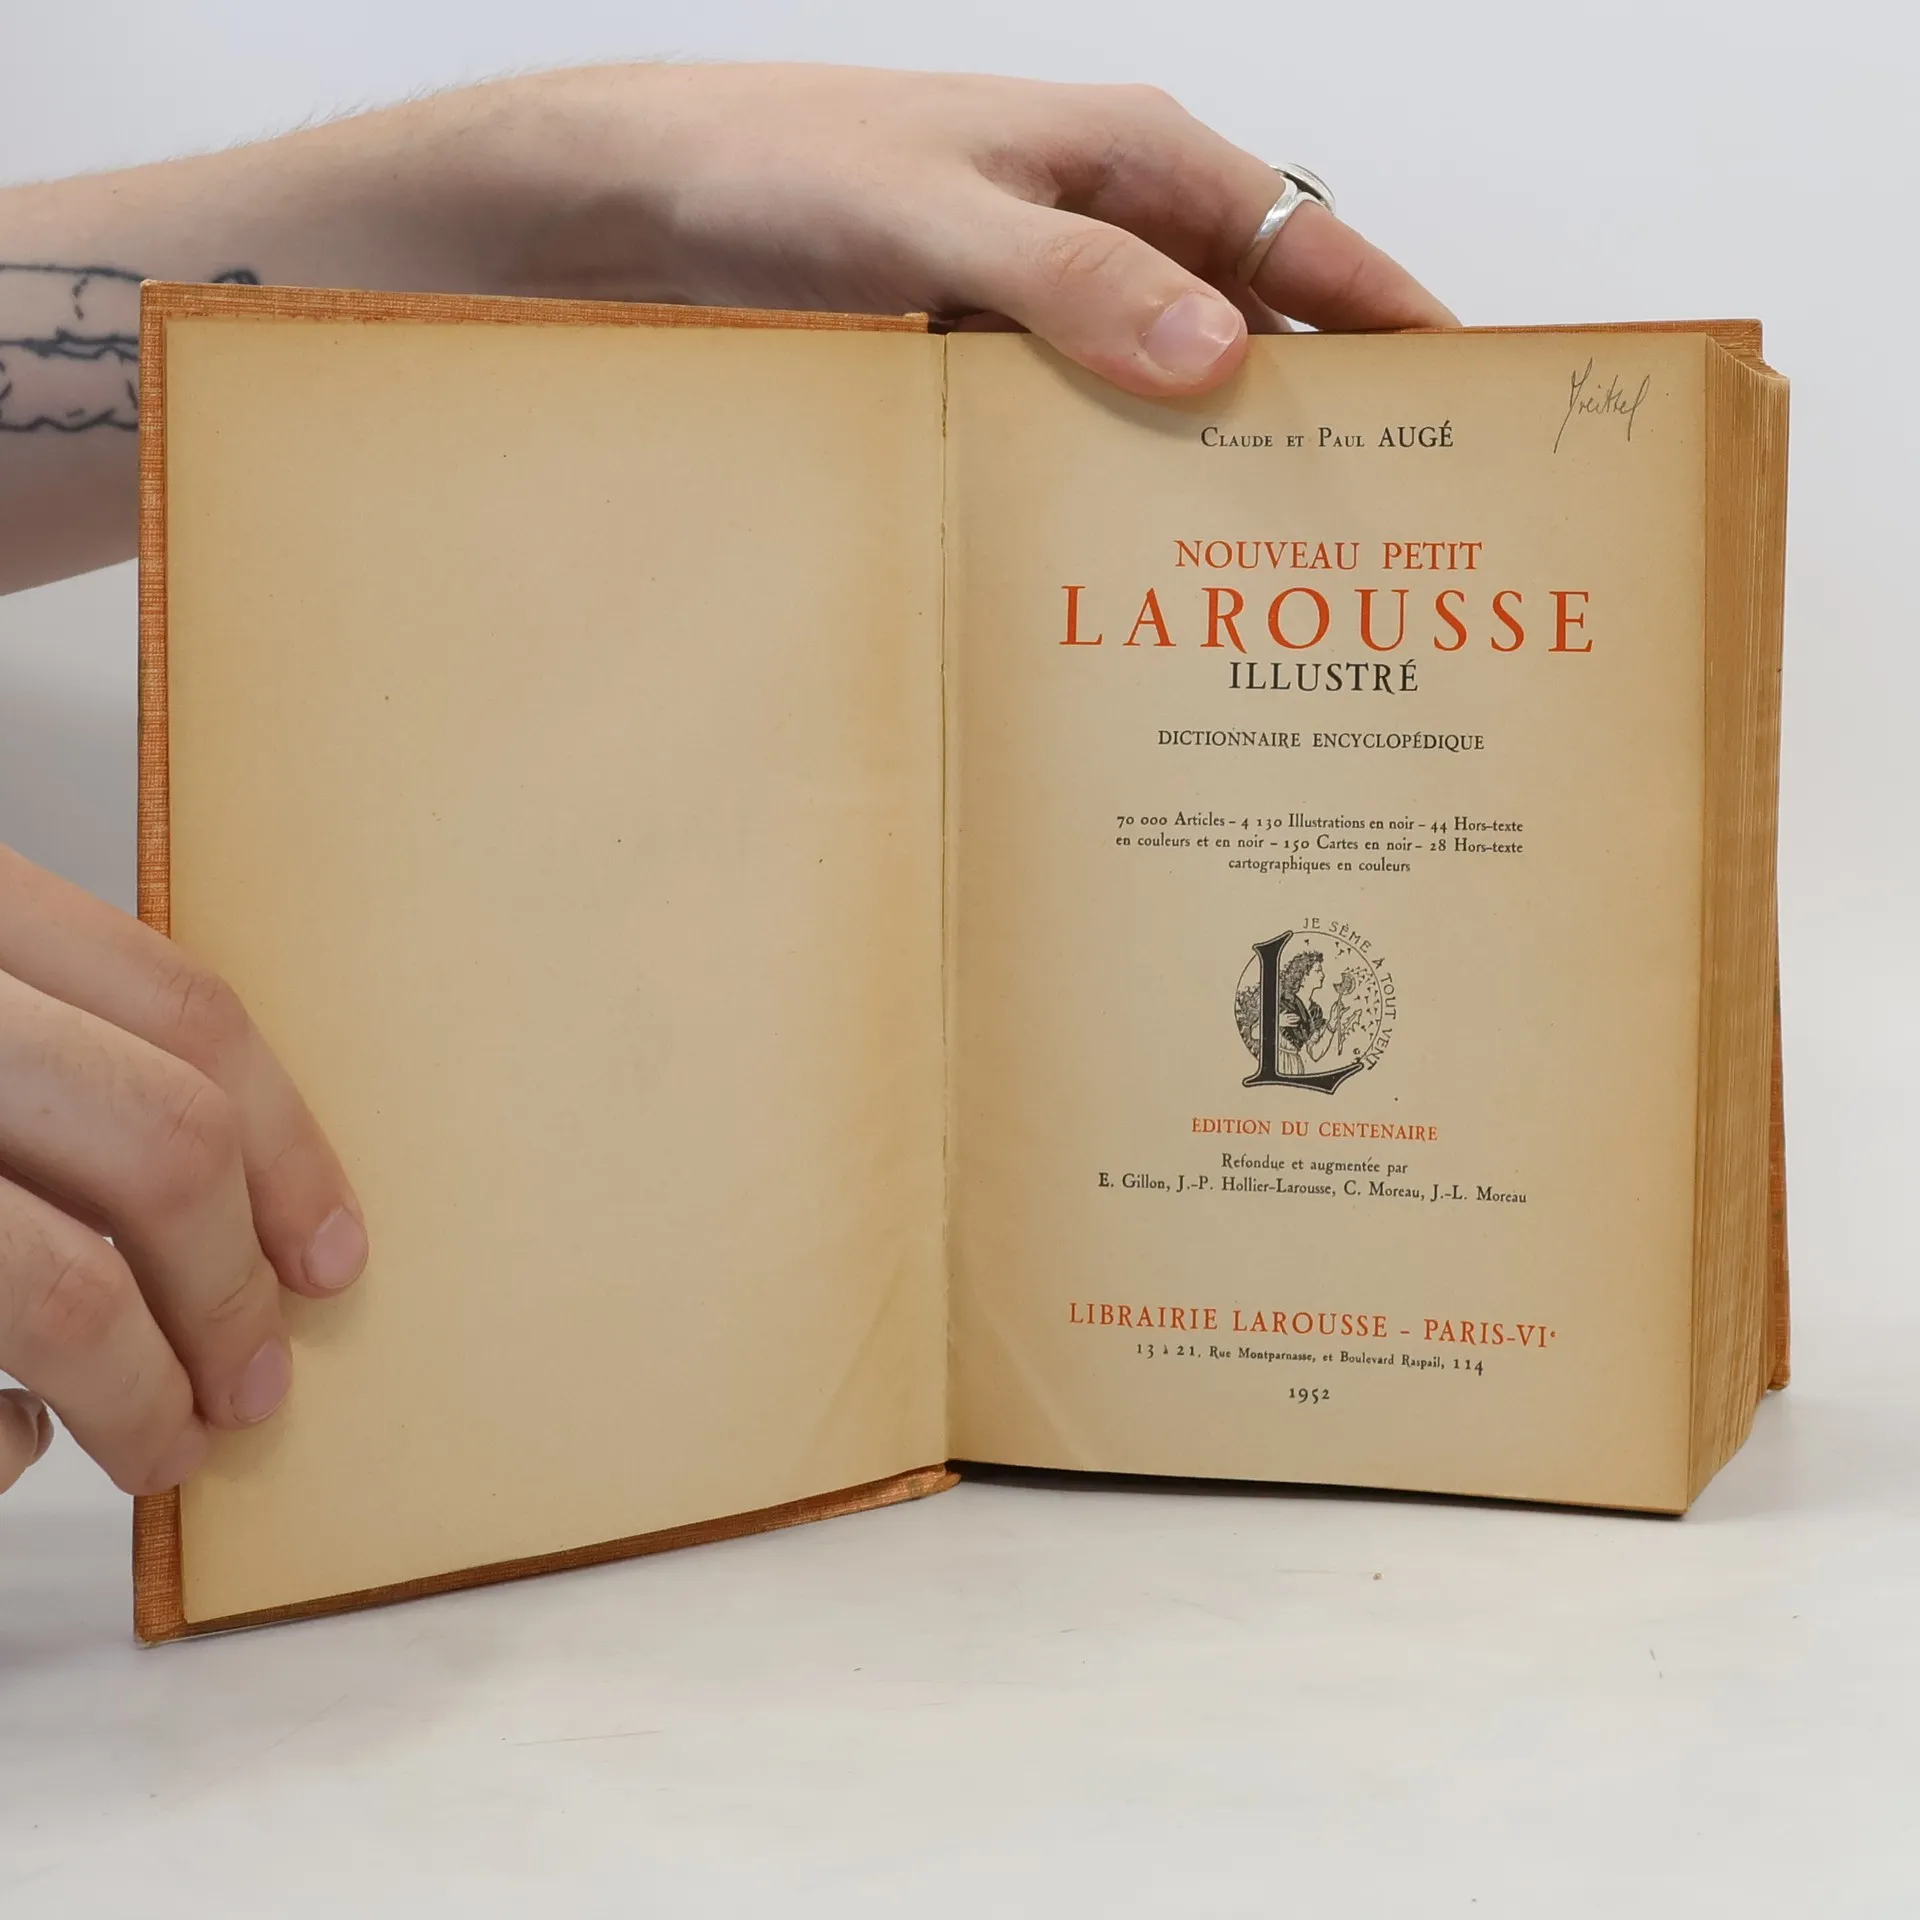 Claude et Paul AUGÉ
NOUVEAU PETIT
LAROUSSE
ILLUSTRÉ
DICTIONNAIRE ENCYCLOPÉDIQUE
70 000 Articles – 4 130 Illustrations en noir – 44 Hors-texte
en couleurs et en noir – 150 Cartes en noir – 28 Hors-texte
cartographiques en couleurs
JE SÈME À TOUT VENT
L
ÉDITION DU CENTENAIRE
Refondue et augmentée par
E. Gillon, J.-P. Hollier-Larousse, C. Moreau, J.-L. Moreau
LIBRAIRIE LAROUSSE – PARIS-VIe
13 à 21, Rue Montparnasse, et Boulevard Raspail, 114
1952